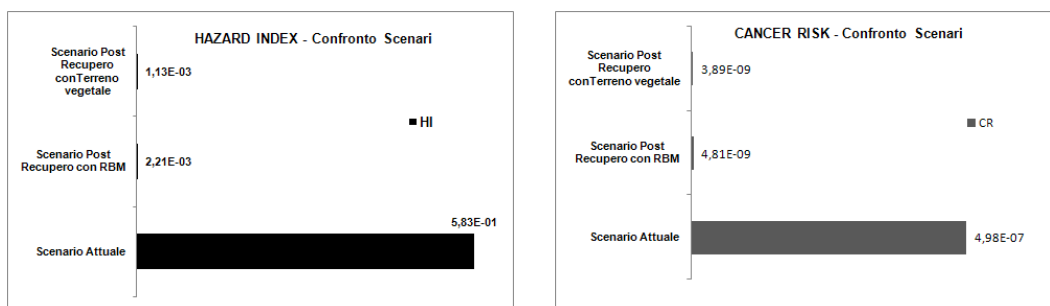 HAZARD INDEX - Confronto Scenari
Scenario Post
Recupero
conTerreno
vegetale
1,13E-03
HI
Scenario Post
Recupero con RBM
2,21E-03
5,83E-01
Scenario Attuale
CANCER RISK - Confronto Scenari
Scenario Post
Recupero
conTerreno vegetale
3,89E-09
CR
Scenario Post
Recupero con RBM
4,81E-09
Scenario Attuale
4,98E-07